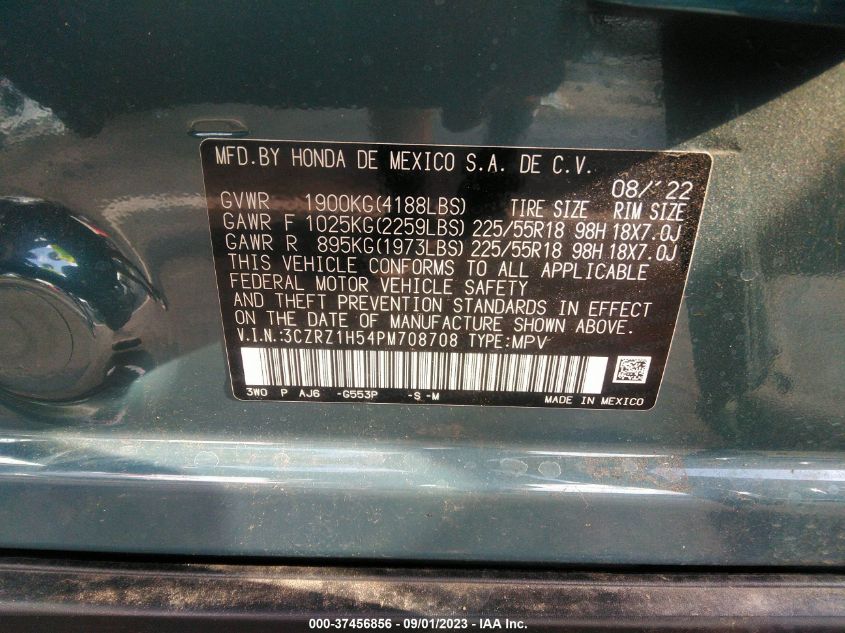 MFD.BY HONDA DE MEXICO S.A. DE C.V.
08/'22
GVWR 1900KG(4188LBS) TIRE SIZE RIM SIZE
GAWR F 1025KG(2259LBS) 225/55R18 98H 18X7.0J
GAWR R 895KG(1973LBS) 225/55R18 98H 18X7.0J
THIS VEHICLE CONFORMS TO ALL APPLICABLE
FEDERAL MOTOR VEHICLE SAFETY
AND THEFT PREVENTION STANDARDS IN EFFECT
ON THE DATE OF MANUFACTURE SHOWN ABOVE.
V.I.N.:3CZRZ1H54PM708708 TYPE:MPV
3W0 P AJ6 -G553P -S -M
MADE IN MEXICO
000-37456856 - 09/01/2023 - IAA Inc.